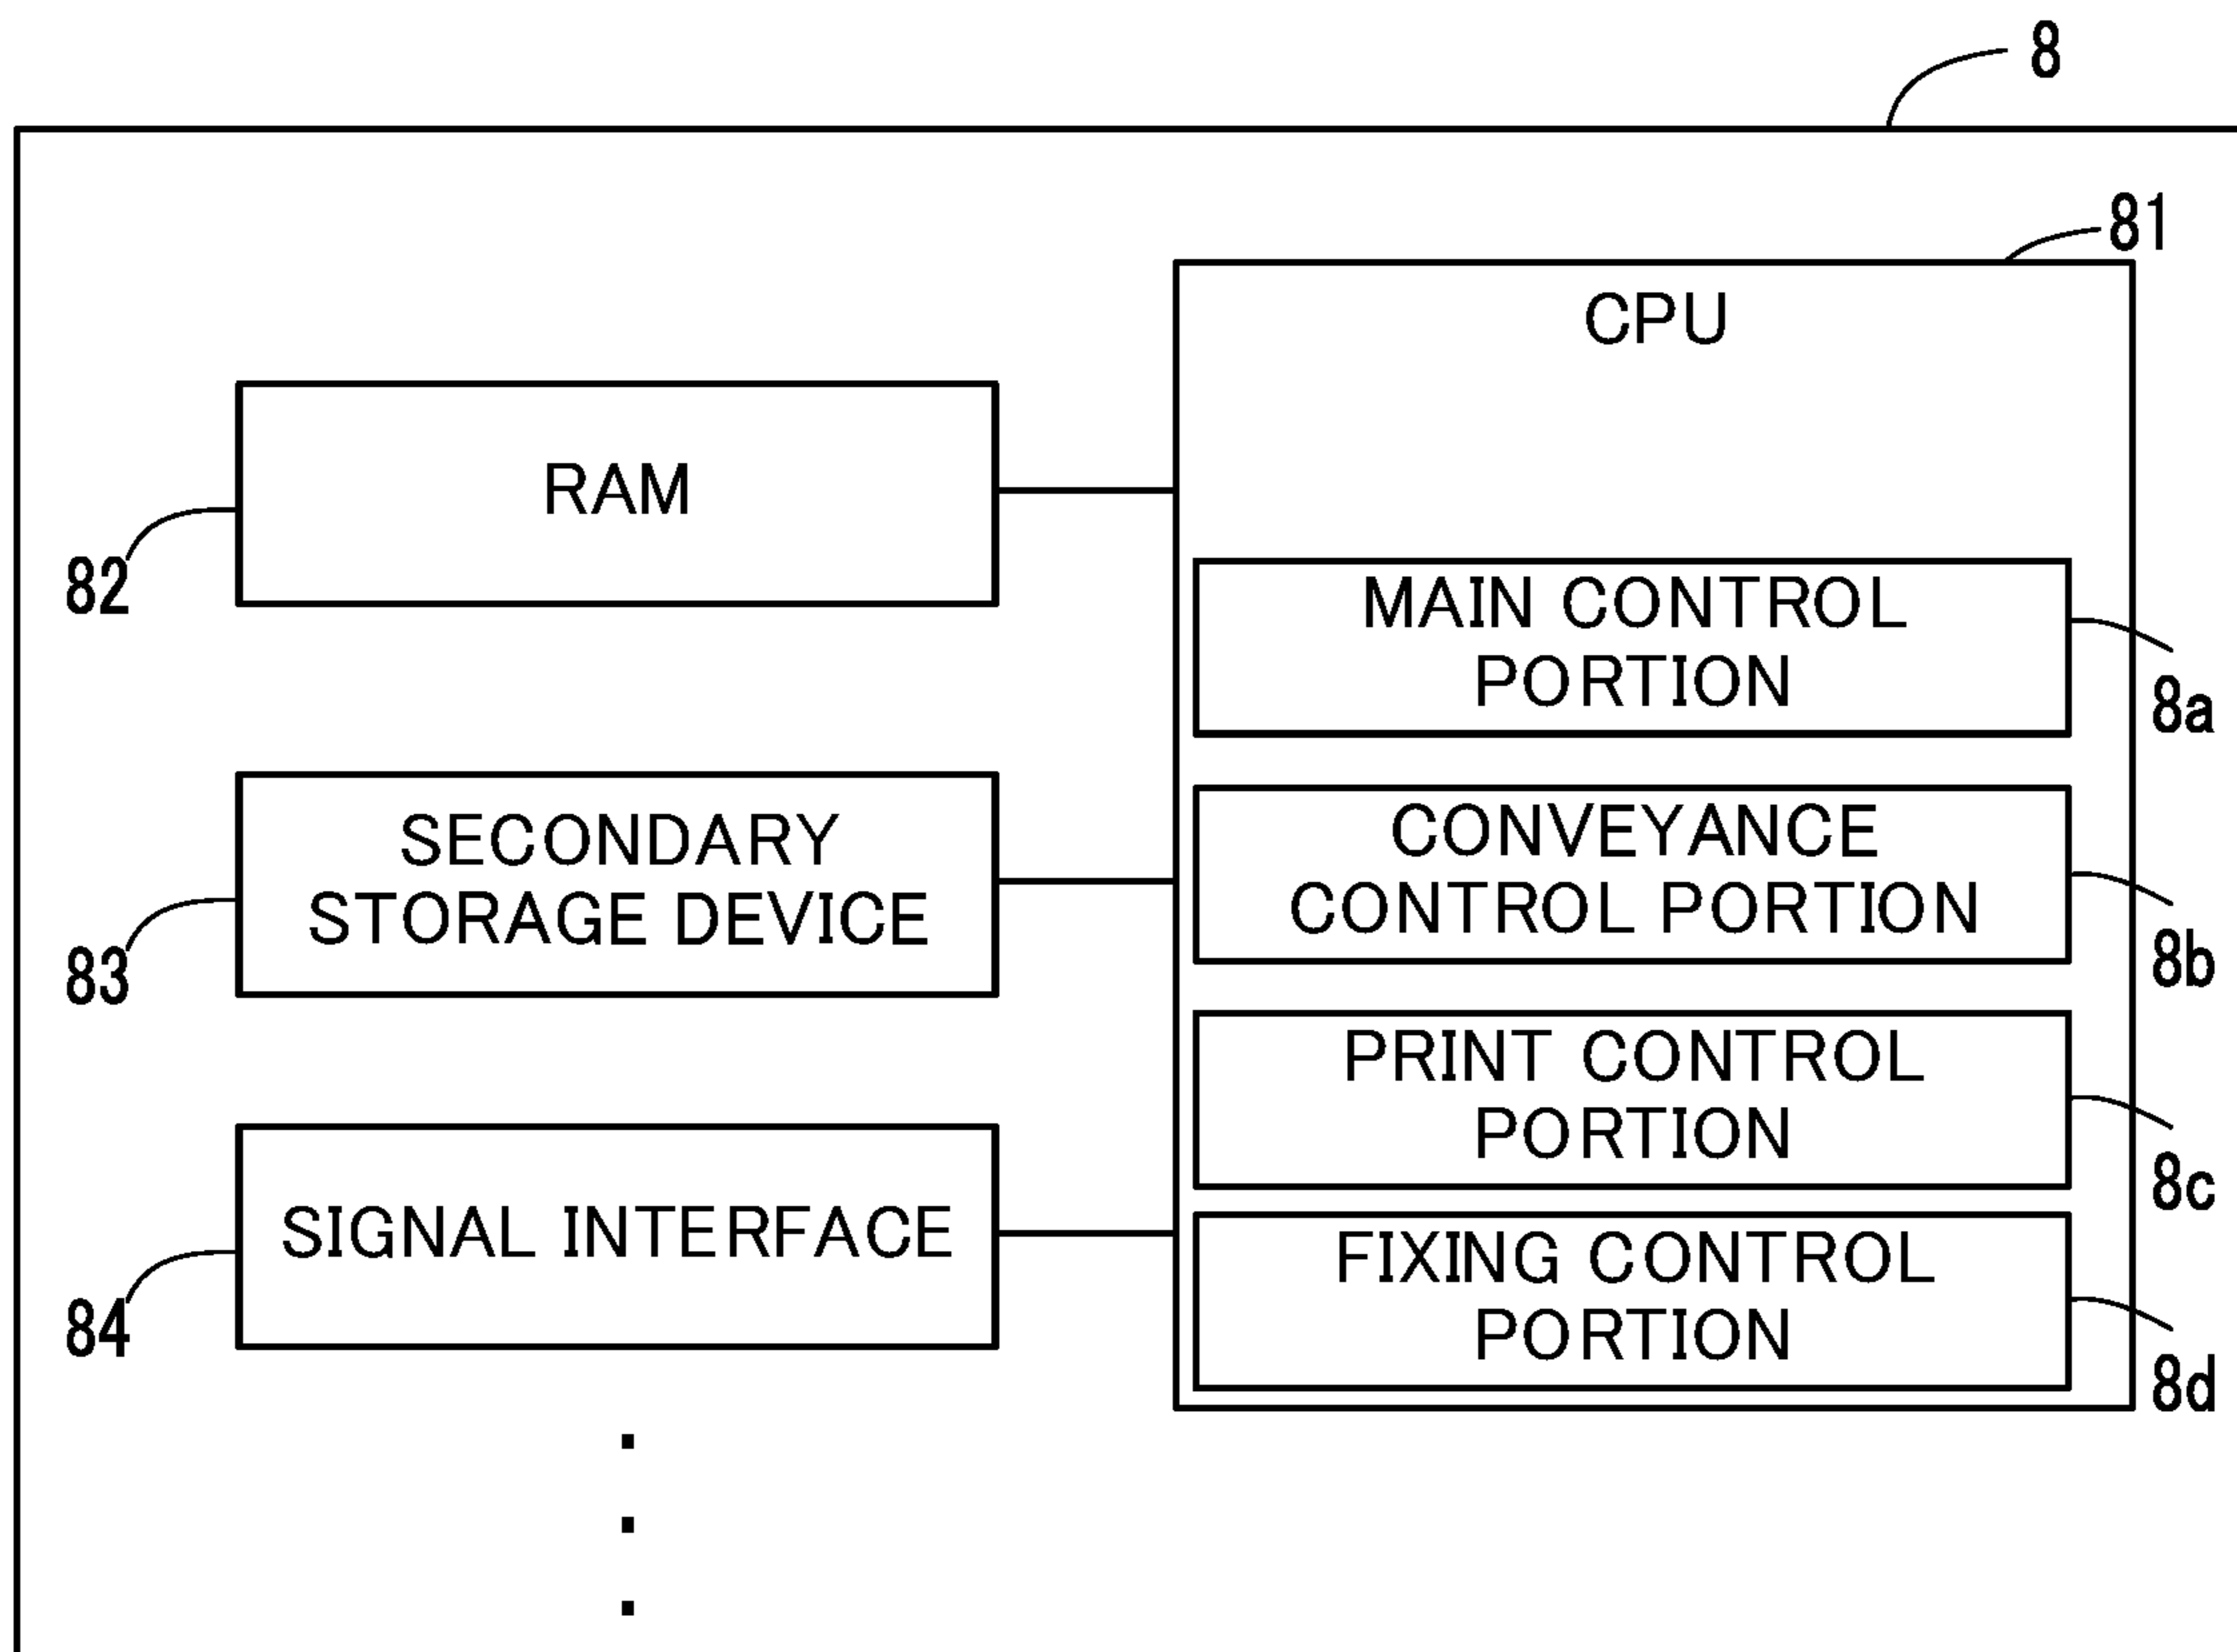 8
81
CPU
RAM
82
MAIN CONTROL
PORTION
8a
SECONDARY
STORAGE DEVICE
83
CONVEYANCE
CONTROL PORTION
8b
PRINT CONTROL
PORTION
8c
SIGNAL INTERFACE
84
FIXING CONTROL
PORTION
8d